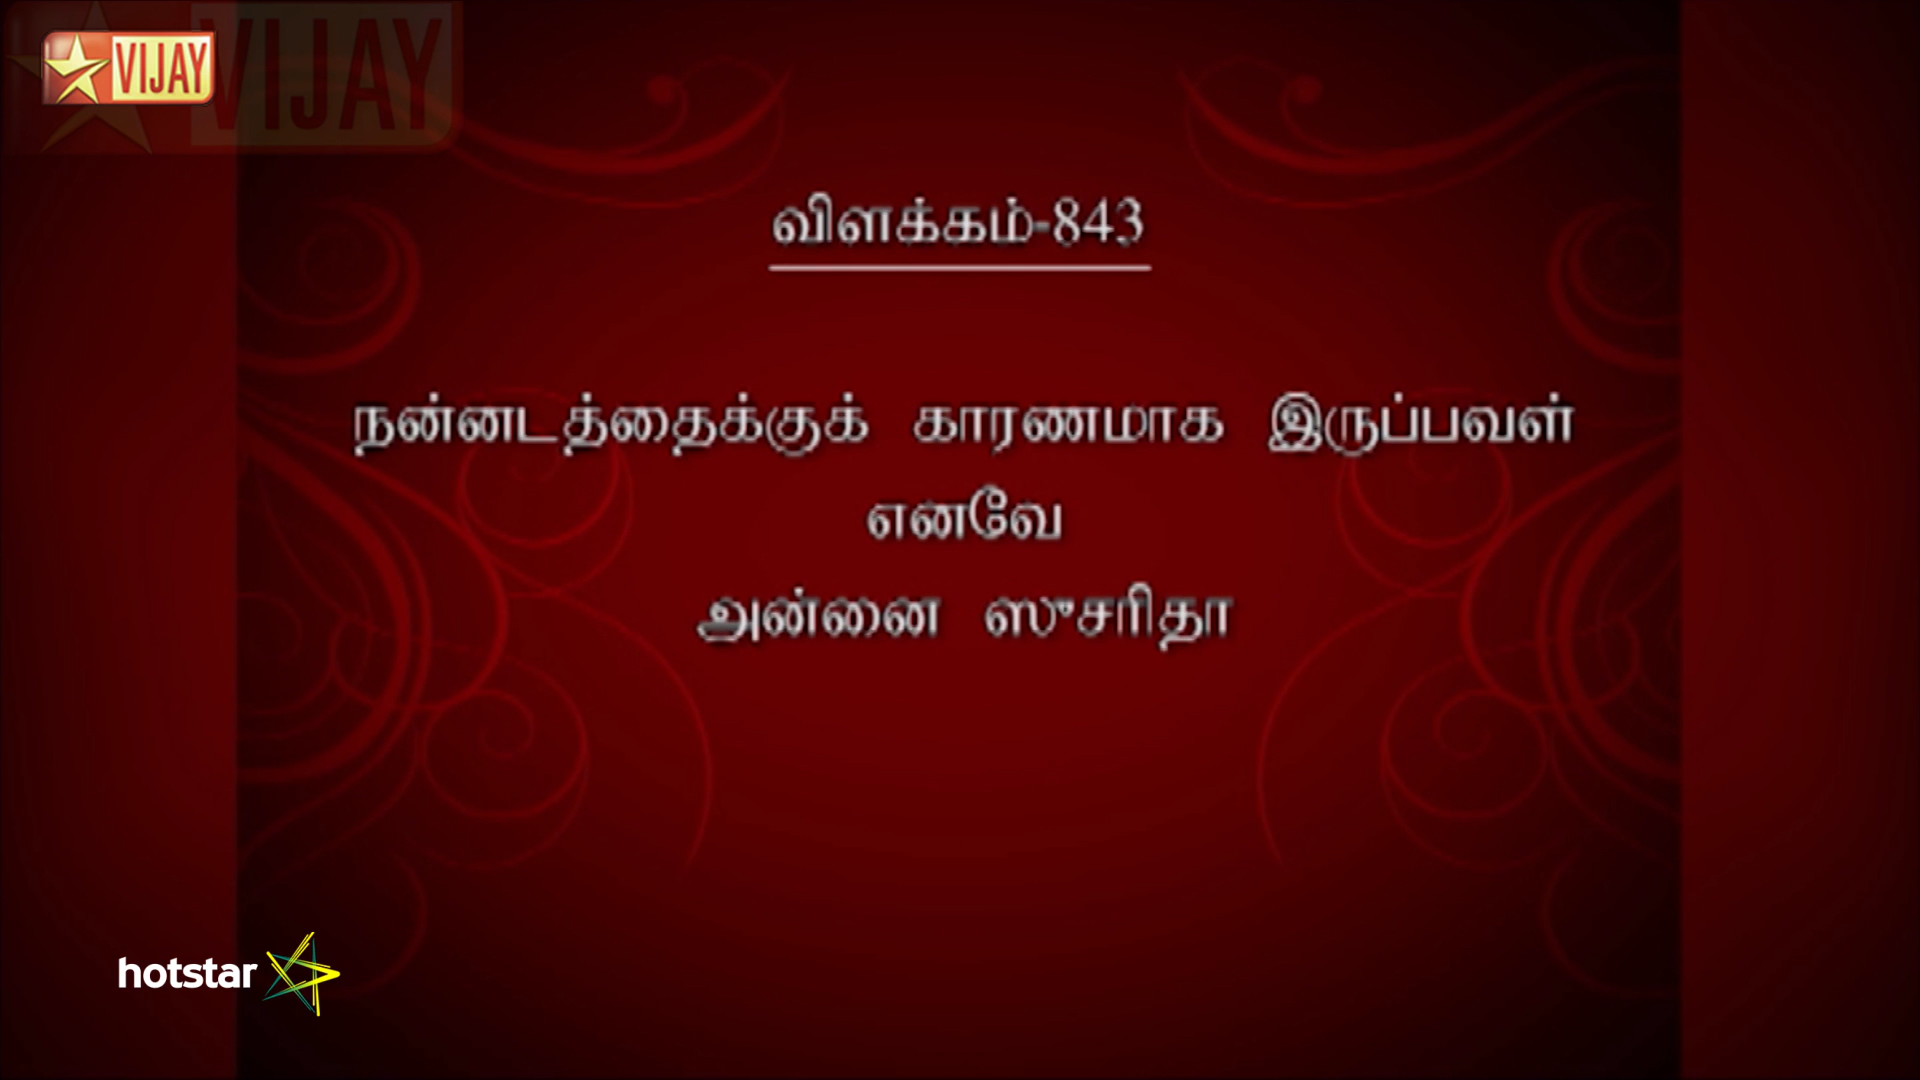 VIJAY
VIJAY
விளக்கம்-843
நன்னடத்தைக்குக் காரணமாக இருப்பவள்
எனவே
அன்னை ஸுசரிதா
hotstar